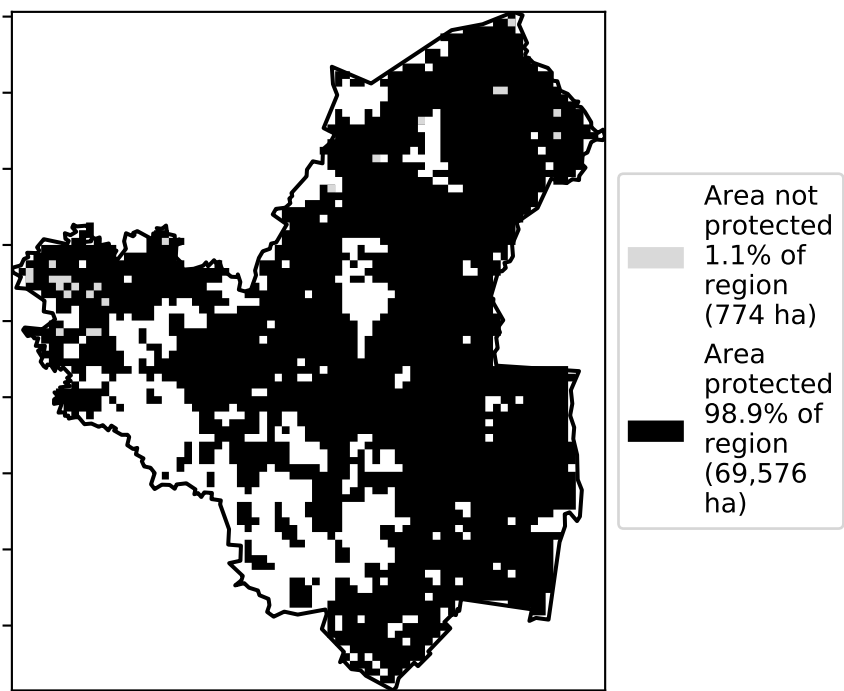 Area not
protected
1.1% of
region
(774 ha)
Area
protected
98.9% of
region
(69,576
ha)